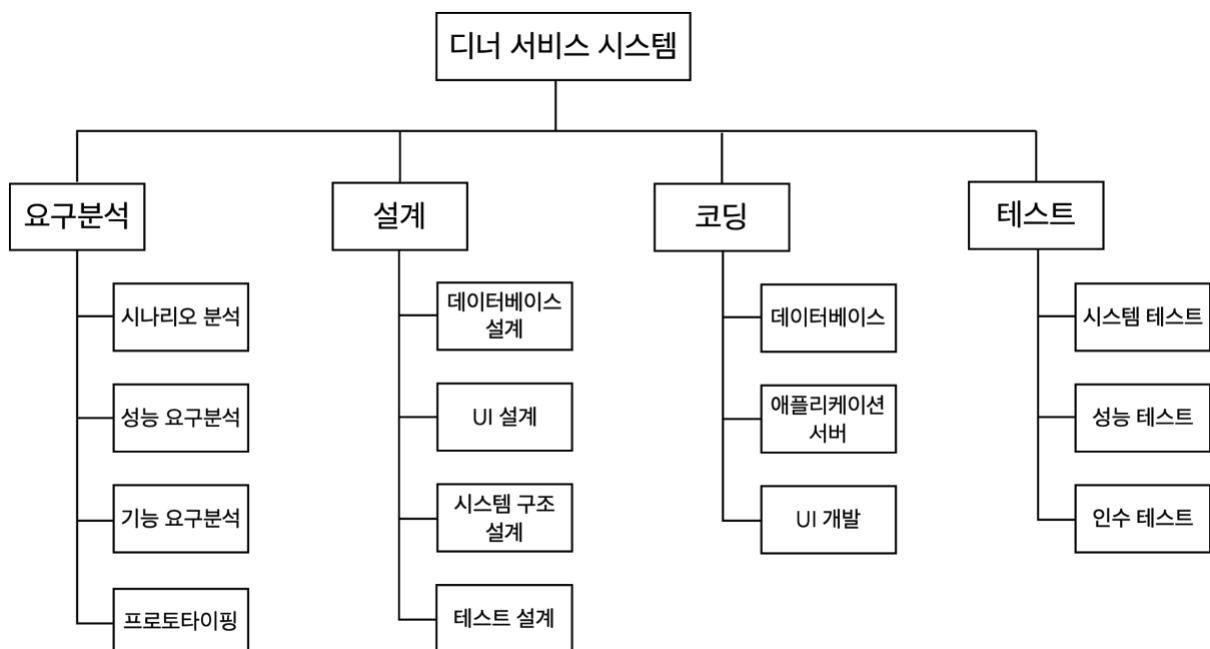 디너 서비스 시스템
요구분석
설계
코딩
테스트
시나리오 분석
성능 요구분석
기능 요구분석
프로토타이핑
데이터베이스
설계
UI 설계
시스템 구조
설계
테스트 설계
데이터베이스
애플리케이션
서버
UI 개발
시스템 테스트
성능 테스트
인수 테스트